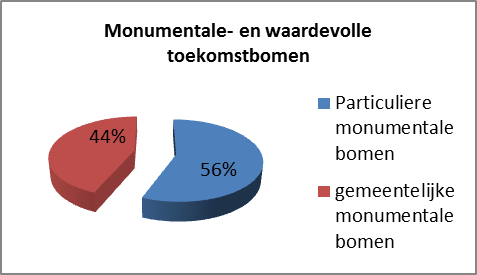 Monumentale- en waardevolle
toekomstbomen
44%
56%
Particuliere
monumentale
bomen
gemeentelijke
monumentale
bomen